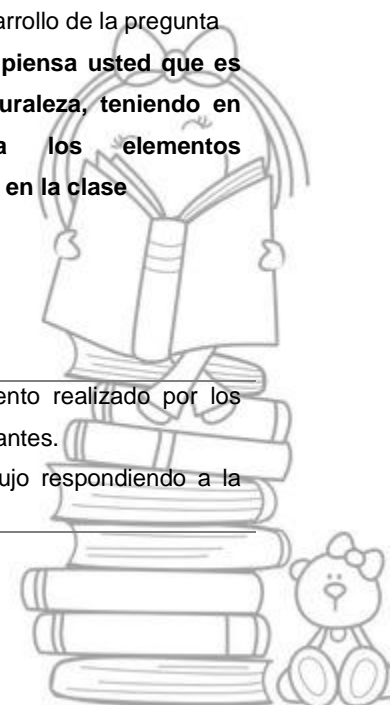 arrollo de la pregunta
piensa usted que es
uraleza, teniendo en
a los elementos
en la clase
ento realizado por los
antes.
ujo respondiendo a la